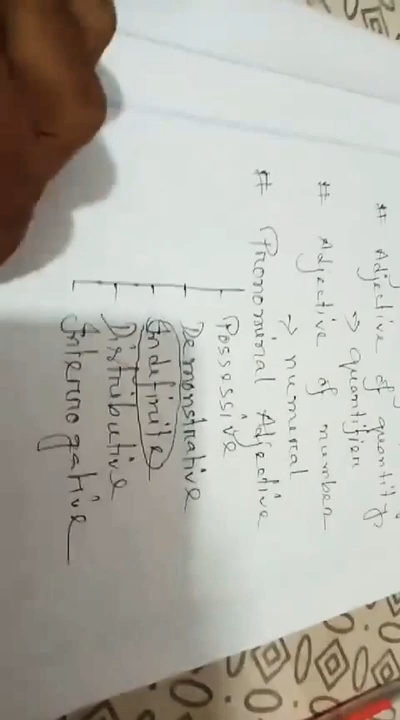 # Adjective of quantity
→ quantifier
# Adjective of number
→ numeral
# Pronominal Adjective
Possessive
Demonstrative
Indefinite
Distributive
Interrogative